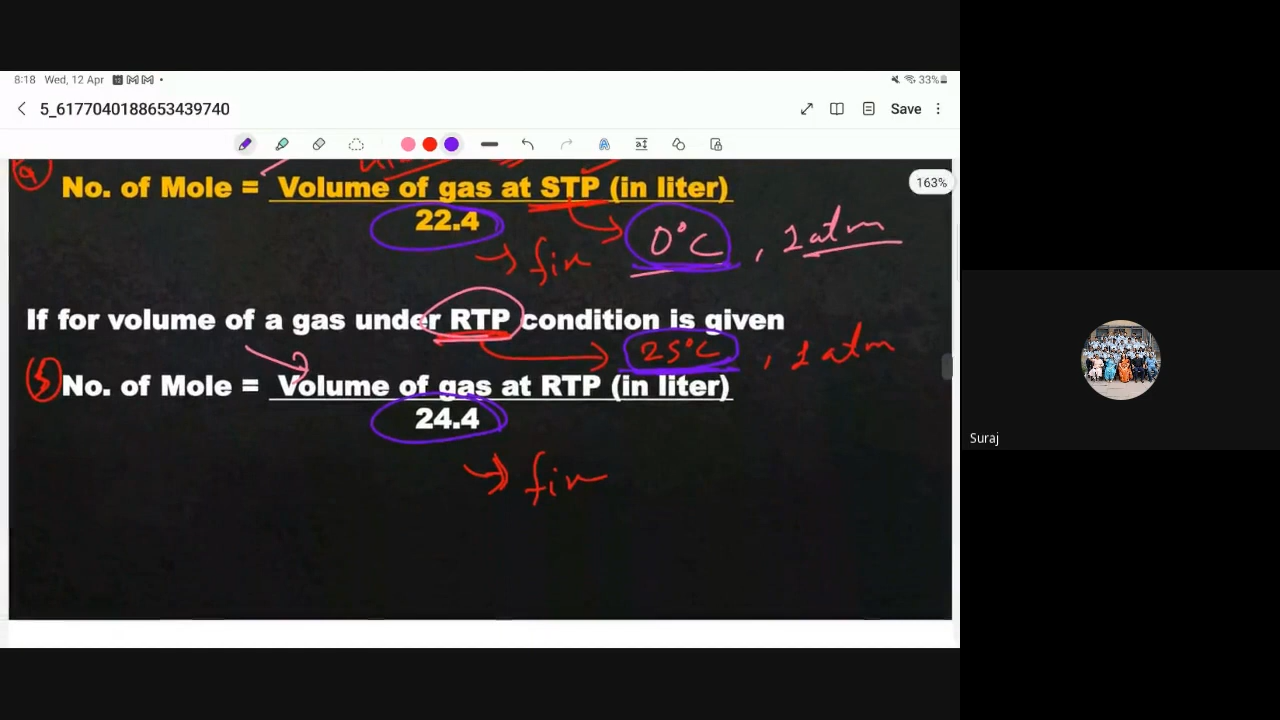 8:18 Wed, 12 Apr
33%
5_6177040188653439740
Save
163%
No. of Mole = Volume of gas at STP (in liter)
22.4
fix
0°C, 1 atm
If for volume of a gas under RTP condition is given
25°C, 1 atm
No. of Mole = Volume of gas at RTP (in liter)
24.4
fix
Suraj